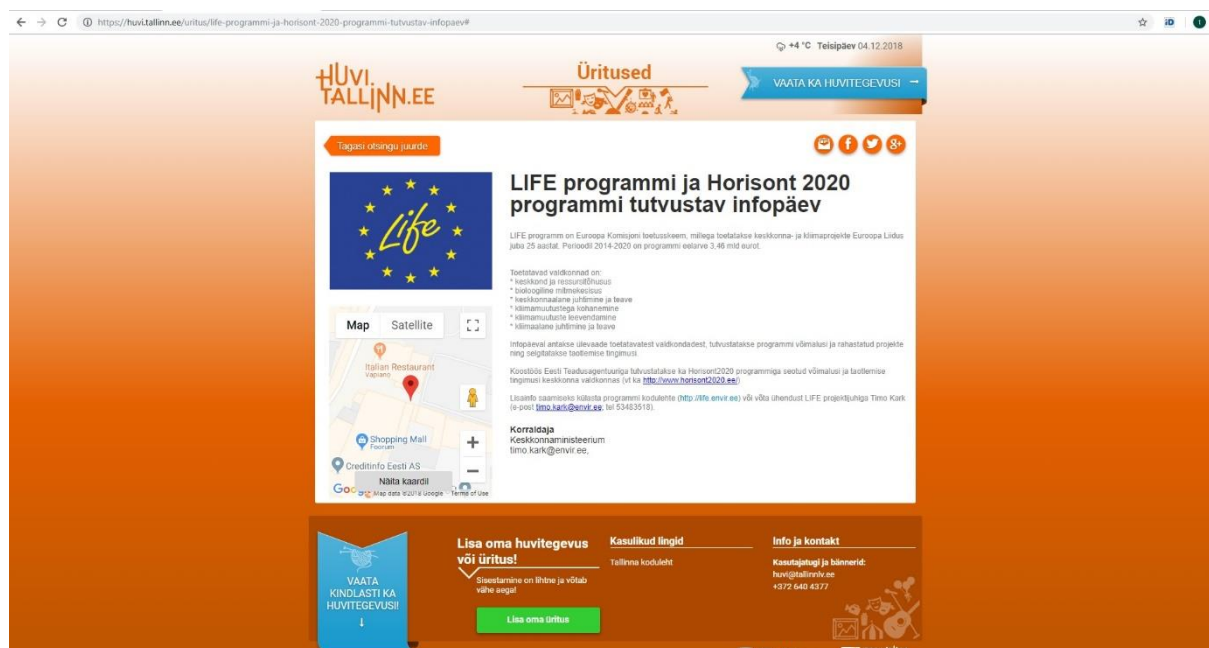 https://huvi.tallinn.ee/uritus/life-programmi-ja-horisont-2020-programmi-tutvustav-infopaev#
iD
+4 °C Teisipäev 04.12.2018
HUVI.
TALLINN.EE
Üritused
VAATA KA HUVITEGEVUSI →
Tagasi otsingu juurde
Life
LIFE programmi ja Horisont 2020
programmi tutvustav infopäev
LIFE programm on Euroopa Komisjoni toetusskeem, millega toetatakse keskkonna- ja kliimaprojekte Euroopa Liidus
juba 25 aastat. Perioodil 2014-2020 on programmi eelarve 3,46 mld eurot.
Toetatavad valdkonnad on:
* keskkond ja ressursitõhusus
* bioloogiline mitmekesisus
* keskkonnaalane juhtimine ja teave
* kliimamuutustega kohanemine
* kliimamuutuste leevendamine
* kliimaalane juhtimine ja teave
Infopäeval antakse ülevaade toetatavatest valdkondadest, tutvustatakse programmi võimalusi ja rahastatud projekte
ning selgitatakse taotlemise tingimusi.
Koostöös Eesti Teadusagentuuriga tutvustatakse ka Horisont2020 programmiga seotud võimalusi ja taotlemise
tingimusi keskkonna valdkonnas (vt ka http://www.horisont2020.ee/)
Lisainfo saamiseks külasta programmi kodulehte (http://life.envir.ee) või võta ühendust LIFE projektijuhiga Timo Kark
(e-post timo.kark@envir.ee; tel 53483518).
Korraldaja
Keskkonnaministeerium
timo.kark@envir.ee,
Map Satellite
Italian Restaurant
Vapiano
Shopping Mall
Foorum
Creditinfo Eesti AS
Näita kaardil
Map data ©2018 Google Terms of Use
VAATA
KINDLASTI KA
HUVITEGEVUSI!
↓
Lisa oma huvitegevus
või üritus!
Sisestamine on lihtne ja võtab
vähe aega!
Lisa oma üritus
Kasulikud lingid
Tallinna koduleht
Info ja kontakt
Kasutajatugi ja bännerid:
huvi@tallinnlv.ee
+372 640 4377